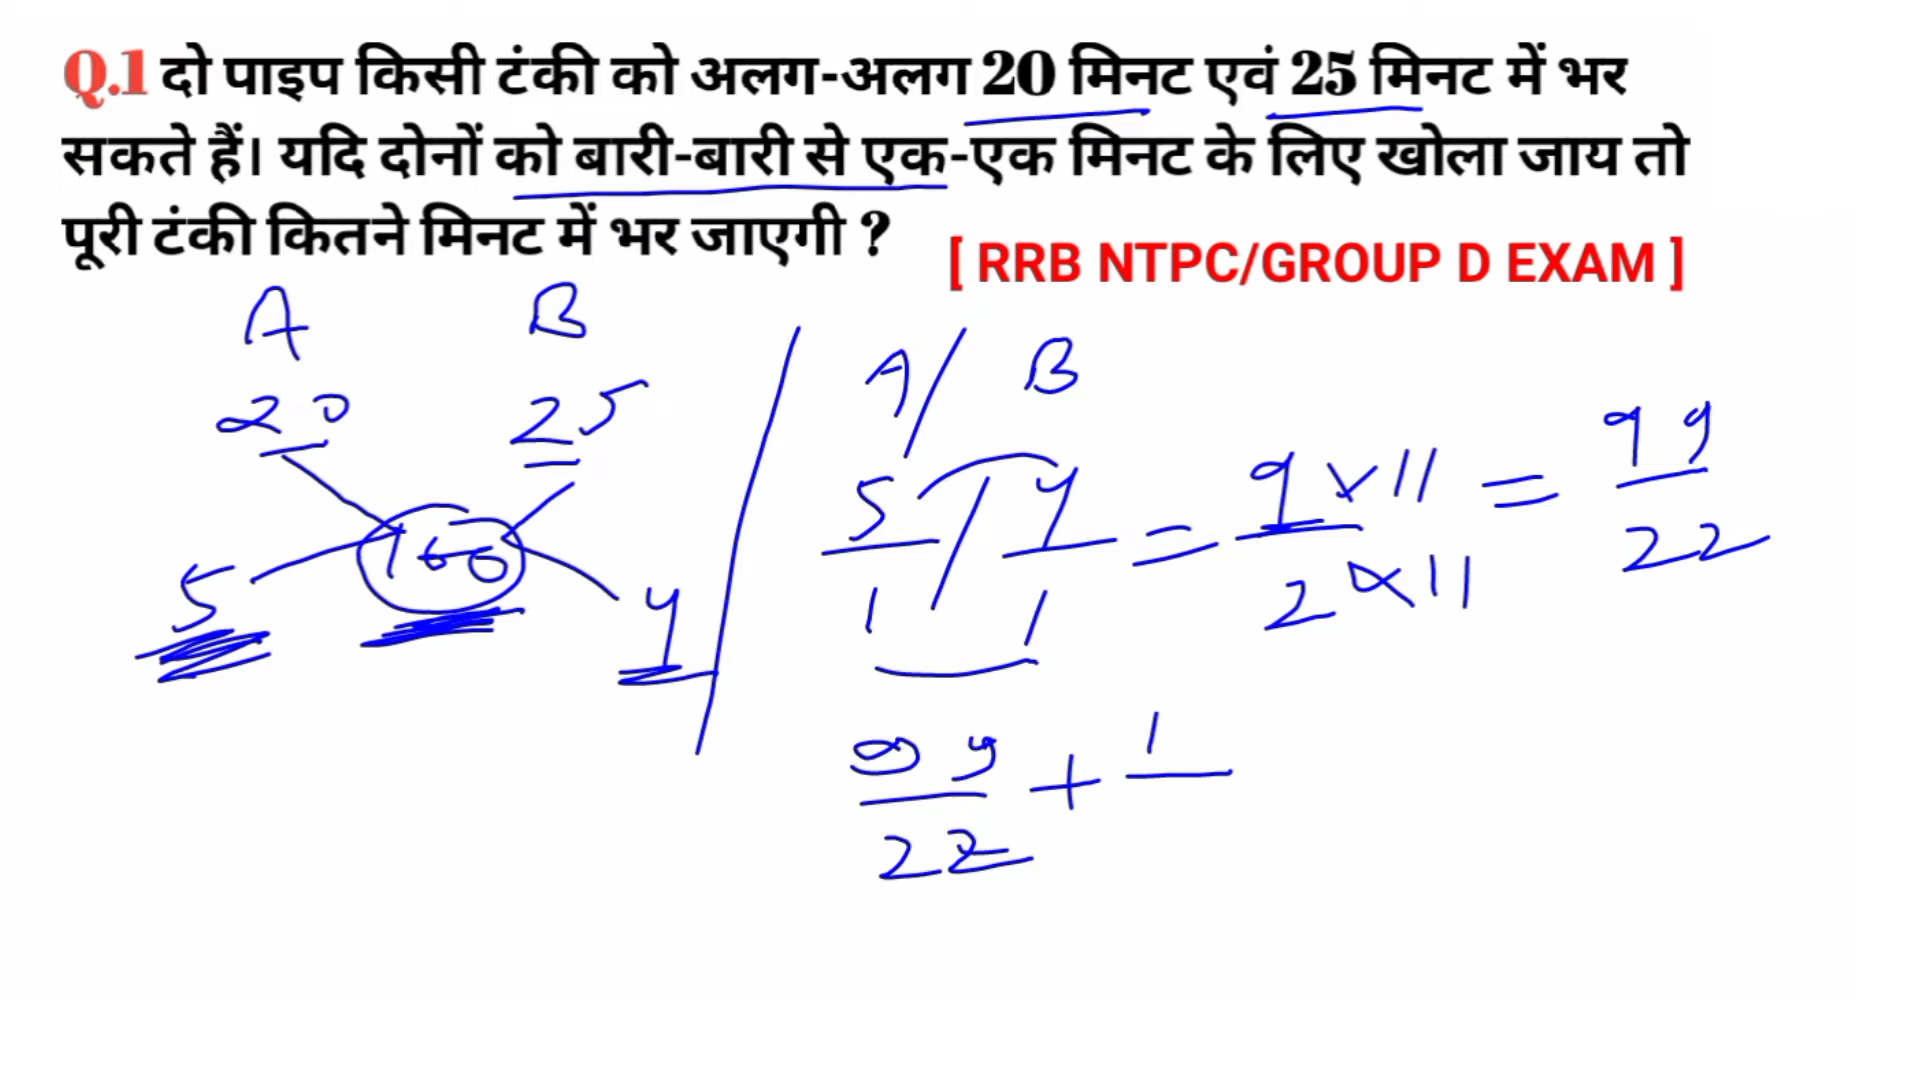 Q.1 दो पाइप किसी टंकी को अलग-अलग 20 मिनट एवं 25 मिनट में भर
सकते हैं। यदि दोनों को बारी-बारी से एक-एक मिनट के लिए खोला जाय तो
पूरी टंकी कितने मिनट में भर जाएगी ?
[ RRB NTPC/GROUP D EXAM ]
A B
20 25
100
5 4
A / B
5/1 / 4/1 = 9×11/2×11 = 99/22
99/22 + 1